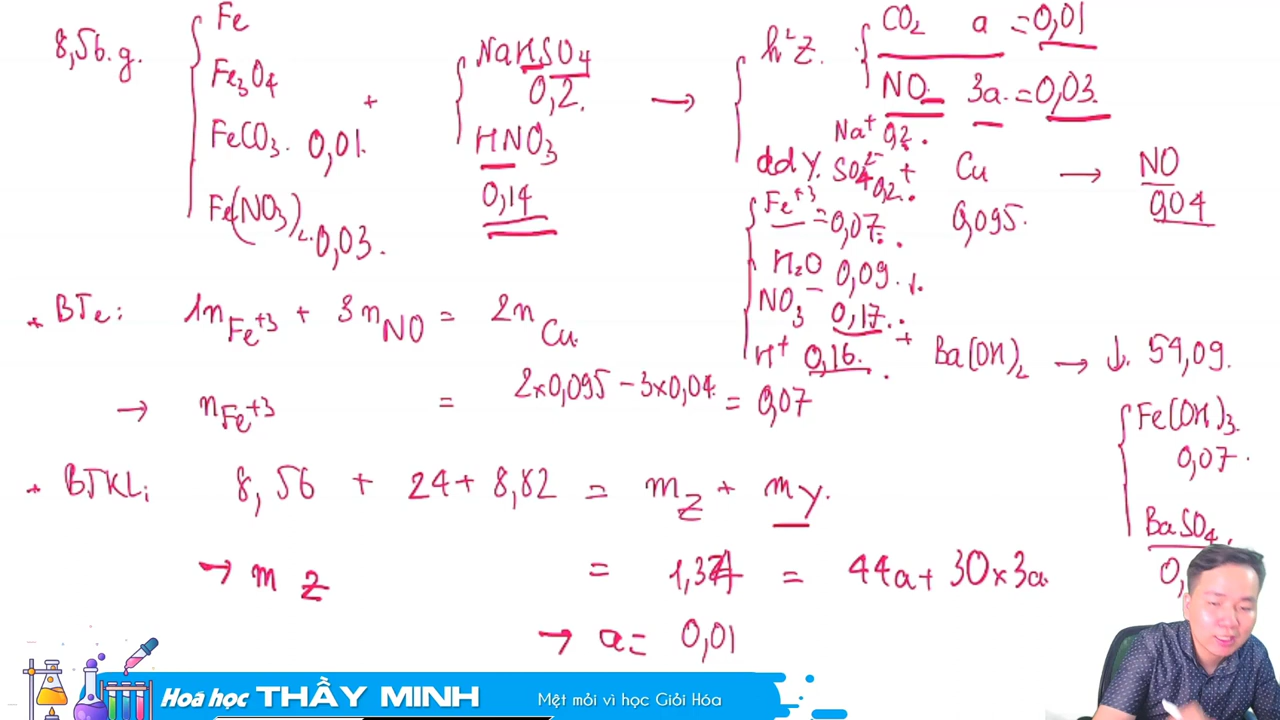 8,56.g.
Fe
Fe3O4
FeCO3. 0,01.
Fe(NO3)2. 0,03.
+
NaHSO4
0,2.
HNO3
0,14
→
h² Z.
CO2 a = 0,01
NO 3a = 0,03.
ddY.
Na+ 0,2.
SO4 2- 0,2.
Fe+3 = 0,07.
H2O 0,09.
NO3 - 0,17.
H+ 0,16.
+ Cu → NO
0,095. 0,04
+ Ba(OH)2 → ↓ 59,09.
Fe(OH)3.
0,07.
BaSO4.
* BTe: 1nFe+3 + 3nNO = 2nCu.
→ nFe+3 = 2×0,095 - 3×0,04. = 0,07
* BTKL: 8,56 + 24 + 8,82 = mZ + mY.
→ mZ = 1,34 = 44a + 30×3a.
→ a = 0,01
Hoá học THẦY MINH Mệt mỏi vì học Giỏi Hóa